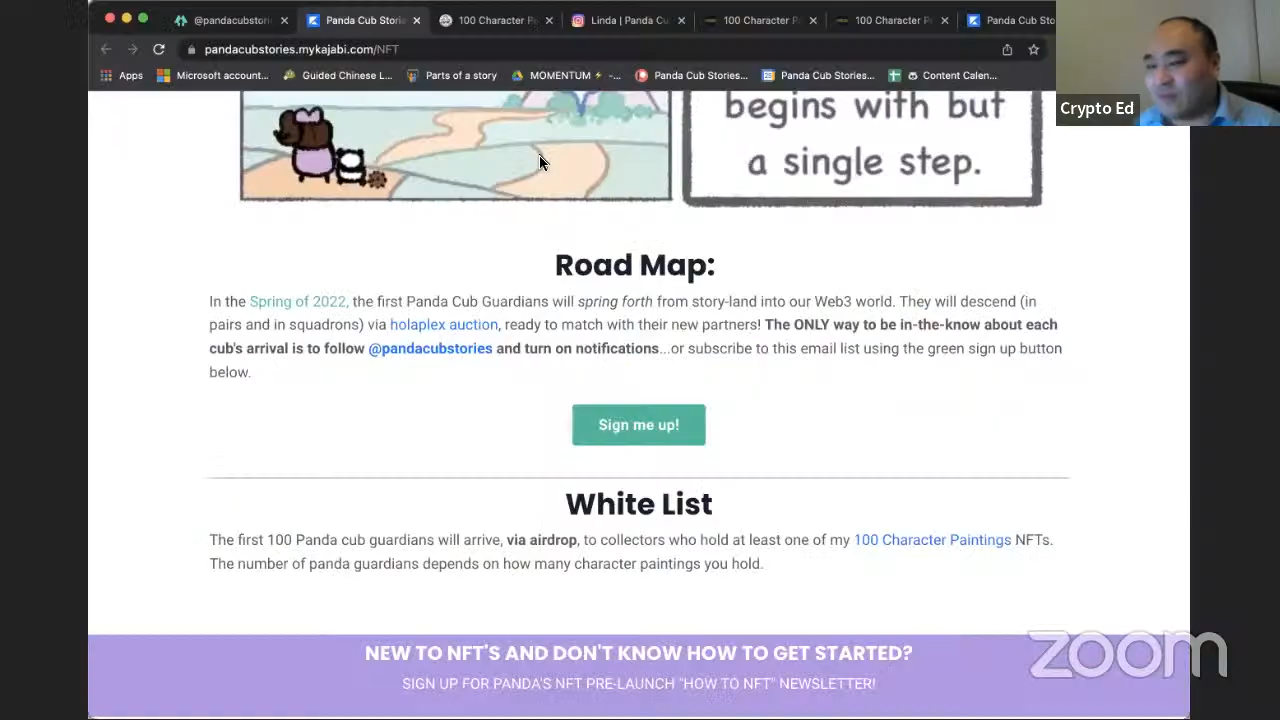 @pandacubstori
Panda Cub Storie
100 Character P
Linda | Panda Cu
100 Character P
100 Character P
Panda Cub Sto
pandacubstories.mykajabi.com/NFT
Apps
Microsoft account...
Guided Chinese L...
Parts of a story
MOMENTUM ⚡ -...
Panda Cub Stories...
Panda Cub Stories...
Content Calen...
Crypto Ed
begins with but
a single step.
Road Map:
In the Spring of 2022, the first Panda Cub Guardians will spring forth from story-land into our Web3 world. They will descend (in
pairs and in squadrons) via holaplex auction, ready to match with their new partners! The ONLY way to be in-the-know about each
cub's arrival is to follow @pandacubstories and turn on notifications...or subscribe to this email list using the green sign up button
below.
Sign me up!
White List
The first 100 Panda cub guardians will arrive, via airdrop, to collectors who hold at least one of my 100 Character Paintings NFTs.
The number of panda guardians depends on how many character paintings you hold.
NEW TO NFT'S AND DON'T KNOW HOW TO GET STARTED?
SIGN UP FOR PANDA'S NFT PRE-LAUNCH "HOW TO NFT" NEWSLETTER!
zoom